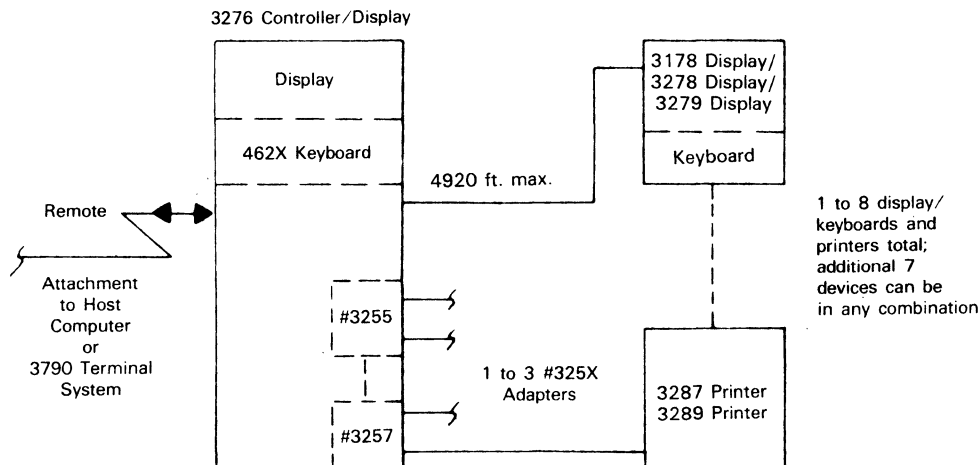 3276 Controller/Display
Display
462X Keyboard
Remote
Attachment
to Host
Computer
or
3790 Terminal
System
#3255
#3257
4920 ft. max.
1 to 3 #325X
Adapters
3178 Display/
3278 Display/
3279 Display
Keyboard
1 to 8 display/
keyboards and
printers total;
additional 7
devices can be
in any combination
3287 Printer
3289 Printer